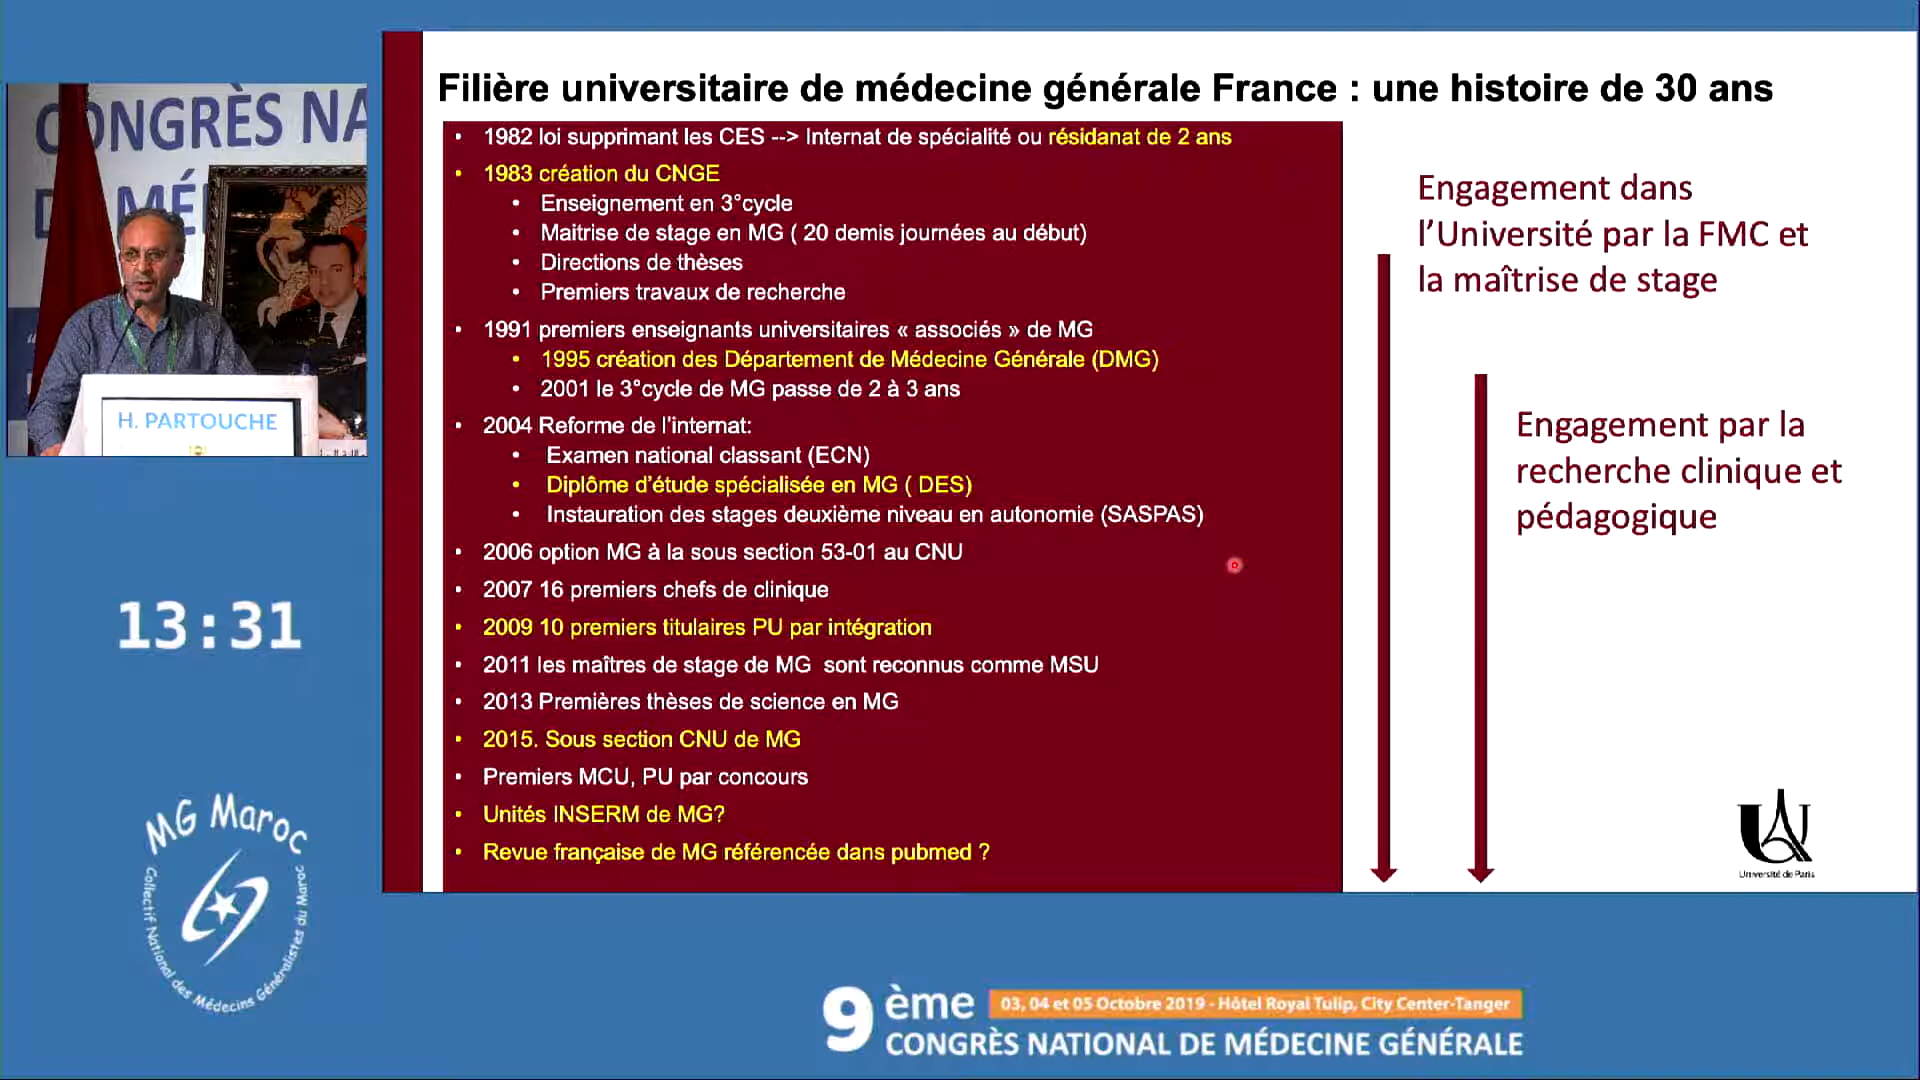 Filière universitaire de médecine générale France : une histoire de 30 ans
• 1982 loi supprimant les CES --> Internat de spécialité ou résidanat de 2 ans
• 1983 création du CNGE
• Enseignement en 3°cycle
• Maitrise de stage en MG ( 20 demis journées au début)
• Directions de thèses
• Premiers travaux de recherche
• 1991 premiers enseignants universitaires « associés » de MG
• 1995 création des Département de Médecine Générale (DMG)
• 2001 le 3°cycle de MG passe de 2 à 3 ans
• 2004 Reforme de l'internat:
• Examen national classant (ECN)
• Diplôme d'étude spécialisée en MG ( DES)
• Instauration des stages deuxième niveau en autonomie (SASPAS)
• 2006 option MG à la sous section 53-01 au CNU
• 2007 16 premiers chefs de clinique
• 2009 10 premiers titulaires PU par intégration
• 2011 les maîtres de stage de MG  sont reconnus comme MSU
• 2013 Premières thèses de science en MG
• 2015. Sous section CNU de MG
• Premiers MCU, PU par concours
• Unités INSERM de MG?
• Revue française de MG référencée dans pubmed ?
Engagement dans
l'Université par la FMC et
la maîtrise de stage
Engagement par la
recherche clinique et
pédagogique
Université de Paris
CONGRÈS NA
D MÉ
H. PARTOUCHE
13:31
MG Maroc
Collectif National des Médecins Généralistes du Maroc
9ème
03, 04 et 05 Octobre 2019 - Hôtel Royal Tulip, City Center-Tanger
CONGRÈS NATIONAL DE MÉDECINE GÉNÉRALE